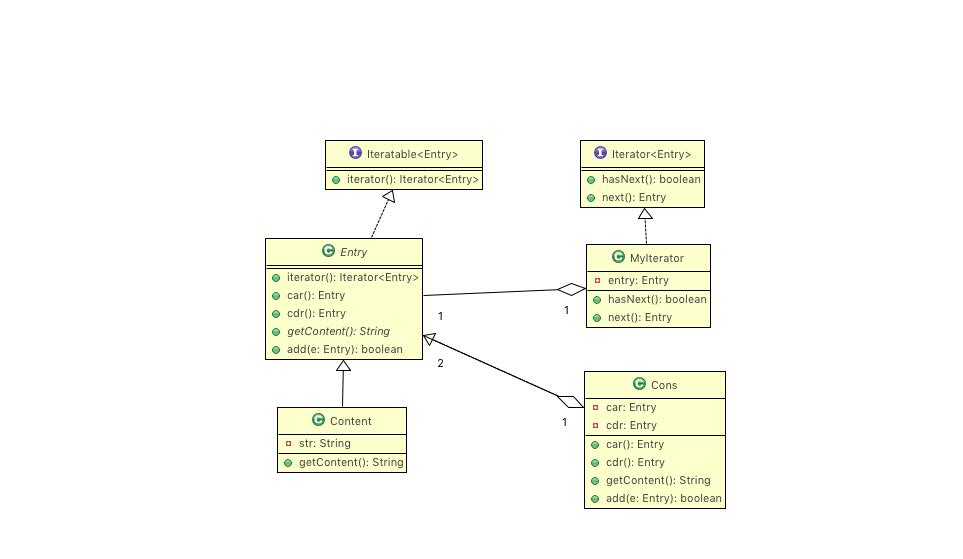 Iteratable<Entry>
iterator(): Iterator<Entry>
Iterator<Entry>
hasNext(): boolean
next(): Entry
Entry
iterator(): Iterator<Entry>
car(): Entry
cdr(): Entry
getContent(): String
add(e: Entry): boolean
MyIterator
entry: Entry
hasNext(): boolean
next(): Entry
1
1
2
1
Content
str: String
getContent(): String
Cons
car: Entry
cdr: Entry
car(): Entry
cdr(): Entry
getContent(): String
add(e: Entry): boolean